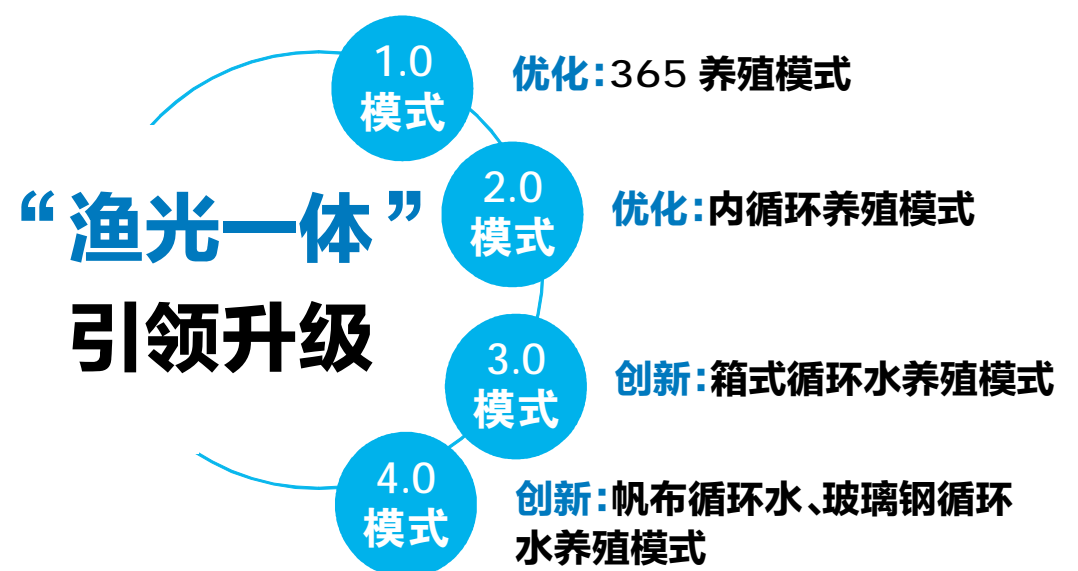 “渔光一体”
引领升级
1.0
模式
优化：365 养殖模式
2.0
模式
优化：内循环养殖模式
3.0
模式
创新：箱式循环水养殖模式
4.0
模式
创新：帆布循环水、玻璃钢循环
水养殖模式